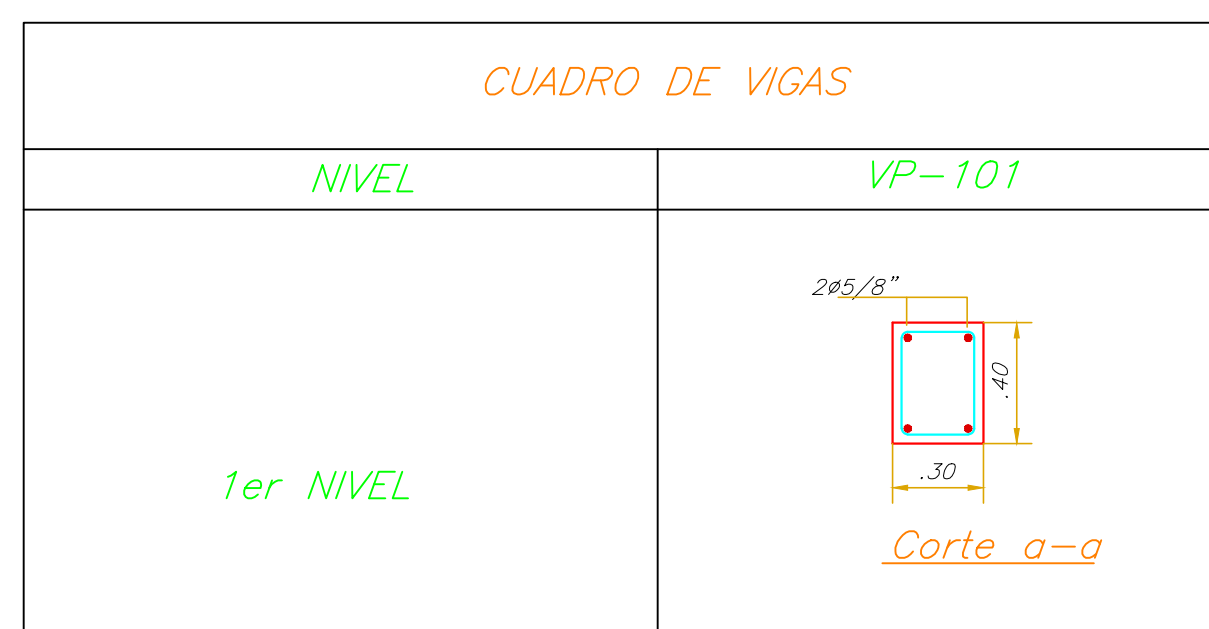 CUADRO DE VIGAS
NIVEL
VP-101
2ø5/8"
.40
.30
1er NIVEL
Corte a-a